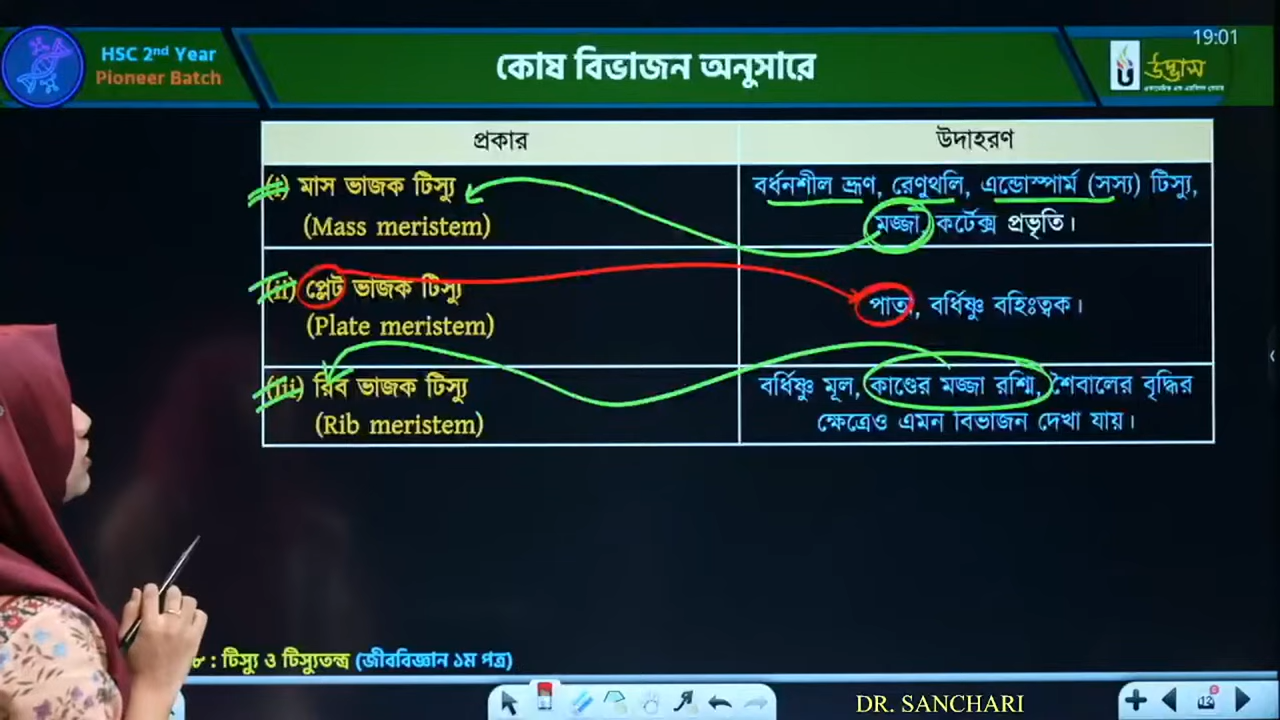 19:01
HSC 2nd Year
Pioneer Batch
কোষ বিভাজন অনুসারে
উদ্ভাস
প্রকার
উদাহরণ
(i) মাস ভাজক টিস্যু
(Mass meristem)
বর্ধনশীল ভ্রূণ, রেণুথলি, এন্ডোস্পার্ম (সস্য) টিস্যু,
মজ্জা, কর্টেক্স প্রভৃতি।
(ii) প্লেট ভাজক টিস্যু
(Plate meristem)
পাতা, বর্ধিষ্ণু বহিঃত্বক।
(iii) রিব ভাজক টিস্যু
(Rib meristem)
বর্ধিষ্ণু মূল, কাণ্ডের মজ্জা রশ্মি, শৈবালের বৃদ্ধির
ক্ষেত্রেও এমন বিভাজন দেখা যায়।
৮ : টিস্যু ও টিস্যুতন্ত্র (জীববিজ্ঞান ১ম পত্র)
DR. SANCHARI